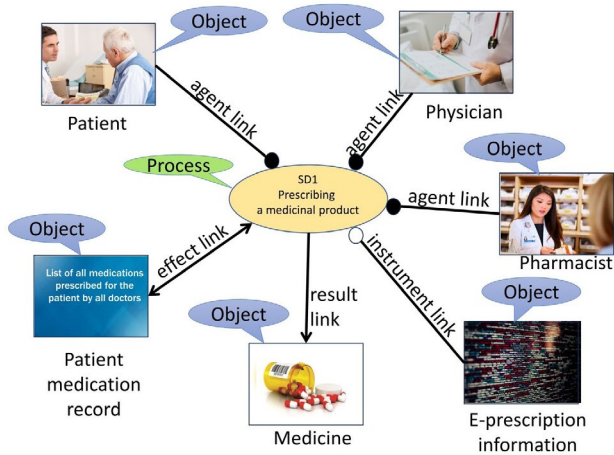 Object
Object
Patient
agent link
agent link
Physician
Process
SD1
Prescribing
a medicinal product
Object
agent link
Pharmacist
Object
effect link
List of all medications
prescribed for the
patient by all doctors
Patient
medication
record
Object
result
link
Medicine
instrument link
Object
E-prescription
information